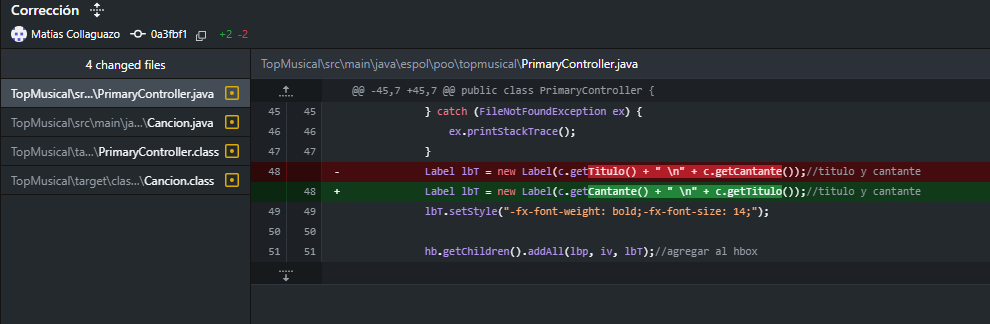 Corrección
Matias Collaguazo 0a3fbf1 +2 -2
4 changed files
TopMusical\sr...\PrimaryController.java
TopMusical\src\main\ja...\Cancion.java
TopMusical\ta...\PrimaryController.class
TopMusical\target\clas...\Cancion.class
TopMusical\src\main\java\espol\poo\topmusical\PrimaryController.java
@@ -45,7 +45,7 @@ public class PrimaryController {
45 45 } catch (FileNotFoundException ex) {
46 46 ex.printStackTrace();
47 47 }
48 - Label lbT = new Label(c.getTitulo() + " \n" + c.getCantante());//titulo y cantante
48 + Label lbT = new Label(c.getCantante() + " \n" + c.getTitulo());//titulo y cantante
49 49 lbT.setStyle("-fx-font-weight: bold;-fx-font-size: 14;");
50 50
51 51 hb.getChildren().addAll(lbp, iv, lbT);//agregar al hbox